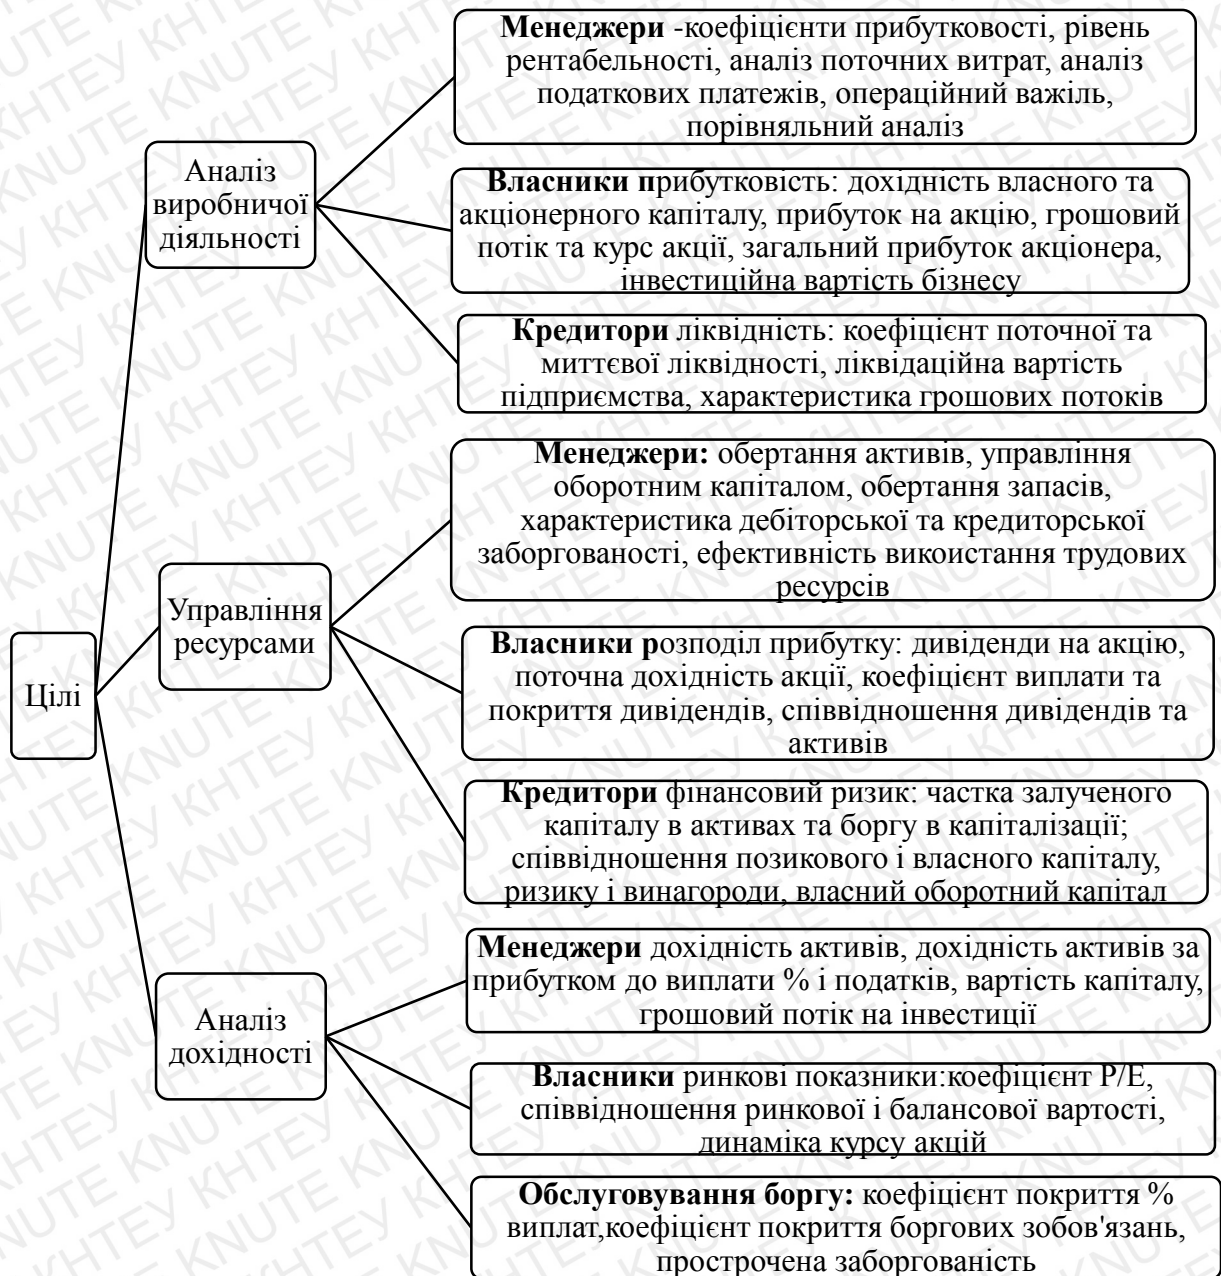 Цілі
Аналіз
виробничої
діяльності
Менеджери -коефіцієнти прибутковості, рівень
рентабельності, аналіз поточних витрат, аналіз
податкових платежів, операційний важіль,
порівняльний аналіз
Власники прибутковість: дохідність власного та
акціонерного капіталу, прибуток на акцію, грошовий
потік та курс акції, загальний прибуток акціонера,
інвестиційна вартість бізнесу
Кредитори ліквідність: коефіцієнт поточної та
миттєвої ліквідності, ліквідаційна вартість
підприємства, характеристика грошових потоків
Управління
ресурсами
Менеджери: обертання активів, управління
оборотним капіталом, обертання запасів,
характеристика дебіторської та кредиторської
заборгованості, ефективність викоистання трудових
ресурсів
Власники розподіл прибутку: дивіденди на акцію,
поточна дохідність акції, коефіцієнт виплати та
покриття дивідендів, співвідношення дивідендів та
активів
Кредитори фінансовий ризик: частка залученого
капіталу в активах та боргу в капіталізації;
співвідношення позикового і власного капіталу,
ризику і винагороди, власний оборотний капітал
Аналіз
дохідності
Менеджери дохідність активів, дохідність активів за
прибутком до виплати % і податків, вартість капіталу,
грошовий потік на інвестиції
Власники ринкові показники:коефіцієнт P/E,
співвідношення ринкової і балансової вартості,
динаміка курсу акцій
Обслуговування боргу: коефіцієнт покриття %
виплат,коефіцієнт покриття боргових зобов'язань,
прострочена заборгованість